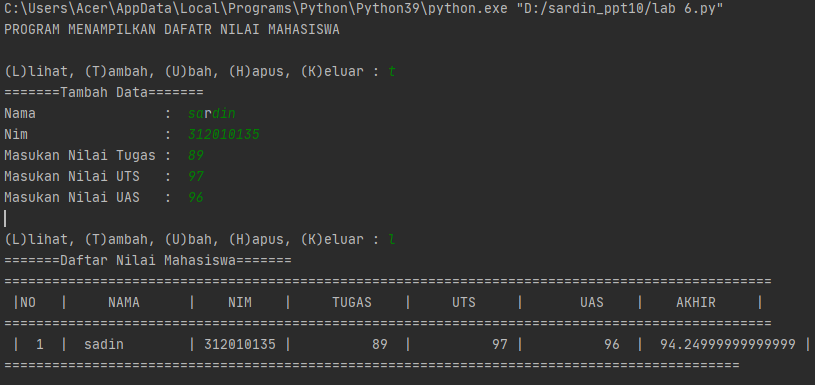 C:\Users\Acer\AppData\Local\Programs\Python\Python39\python.exe "D:/sardin_ppt10/lab 6.py"
PROGRAM MENAMPILKAN DAFATR NILAI MAHASISWA
(L)lihat, (T)ambah, (U)bah, (H)apus, (K)eluar : t
=======Tambah Data=======
Nama                :  sardin
Nim                 :  312010135
Masukan Nilai Tugas :  89
Masukan Nilai UTS   :  97
Masukan Nilai UAS   :  96
(L)lihat, (T)ambah, (U)bah, (H)apus, (K)eluar : l
=======Daftar Nilai Mahasiswa=======
================================================================================================
 |NO   |     NAMA      |    NIM    |     TUGAS    |     UTS     |       UAS    |    AKHIR     |
================================================================================================
 |  1  |  sadin        | 312010135 |          89  |          97 |          96  |  94.24999999999999 |
============================================================================================